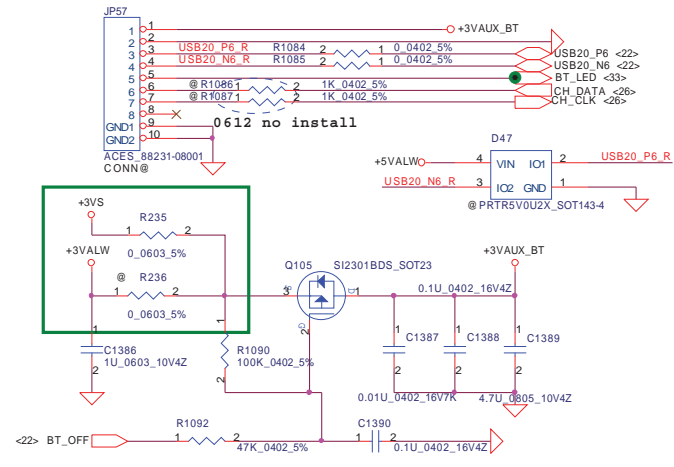 JP57
1
2
3 USB20_P6_R R1084 2 1 0_0402_5%
4 USB20_N6_R R1085 2 1 0_0402_5%
5
6 @ R1086 1 2 1K_0402_5%
7 @ R1087 1 2 1K_0402_5%
8
9 GND1
10 GND2
+3VAUX_BT
USB20_P6 <22>
USB20_N6 <22>
BT_LED <33>
CH_DATA <26>
CH_CLK <26>
0612 no install
ACES_88231-08001
CONN@
D47
+5VALW 4 VIN IO1 2 USB20_P6_R
USB20_N6_R 3 IO2 GND 1
@ PRTR5V0U2X_SOT143-4
+3VS
R235
1 2
0_0603_5%
+3VALW
@ R236
1 2
0_0603_5%
Q105 SI2301BDS_SOT23
3 S D 1
G 2
+3VAUX_BT
0.1U_0402_16V4Z
1 C1386 2
1U_0603_10V4Z
1 R1090 2
100K_0402_5%
1 C1387 2
1 C1388 2
1 C1389 2
0.01U_0402_16V7K
4.7U_0805_10V4Z
<22> BT_OFF
R1092
1 2
47K_0402_5%
C1390
1 2
0.1U_0402_16V4Z